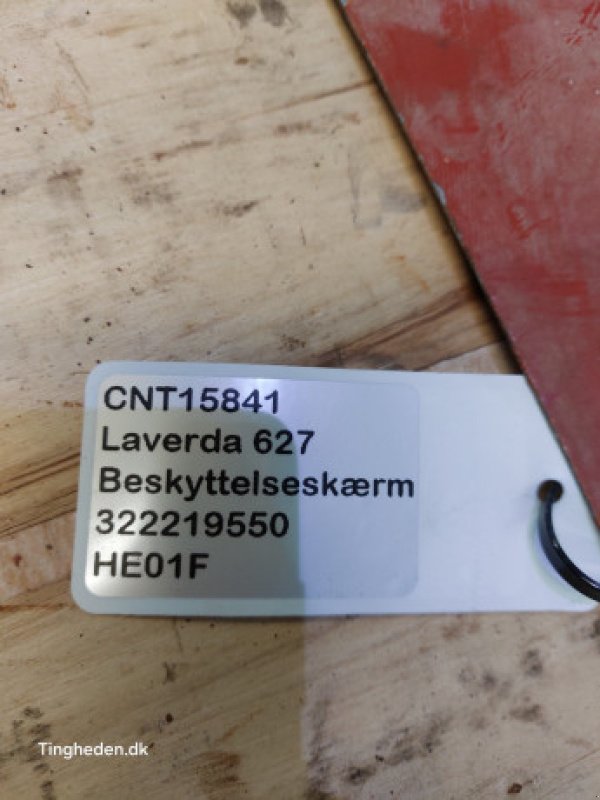 CNT15841
Laverda 627
Beskyttelseskærm
322219550
HE01F
Tingheden.dk